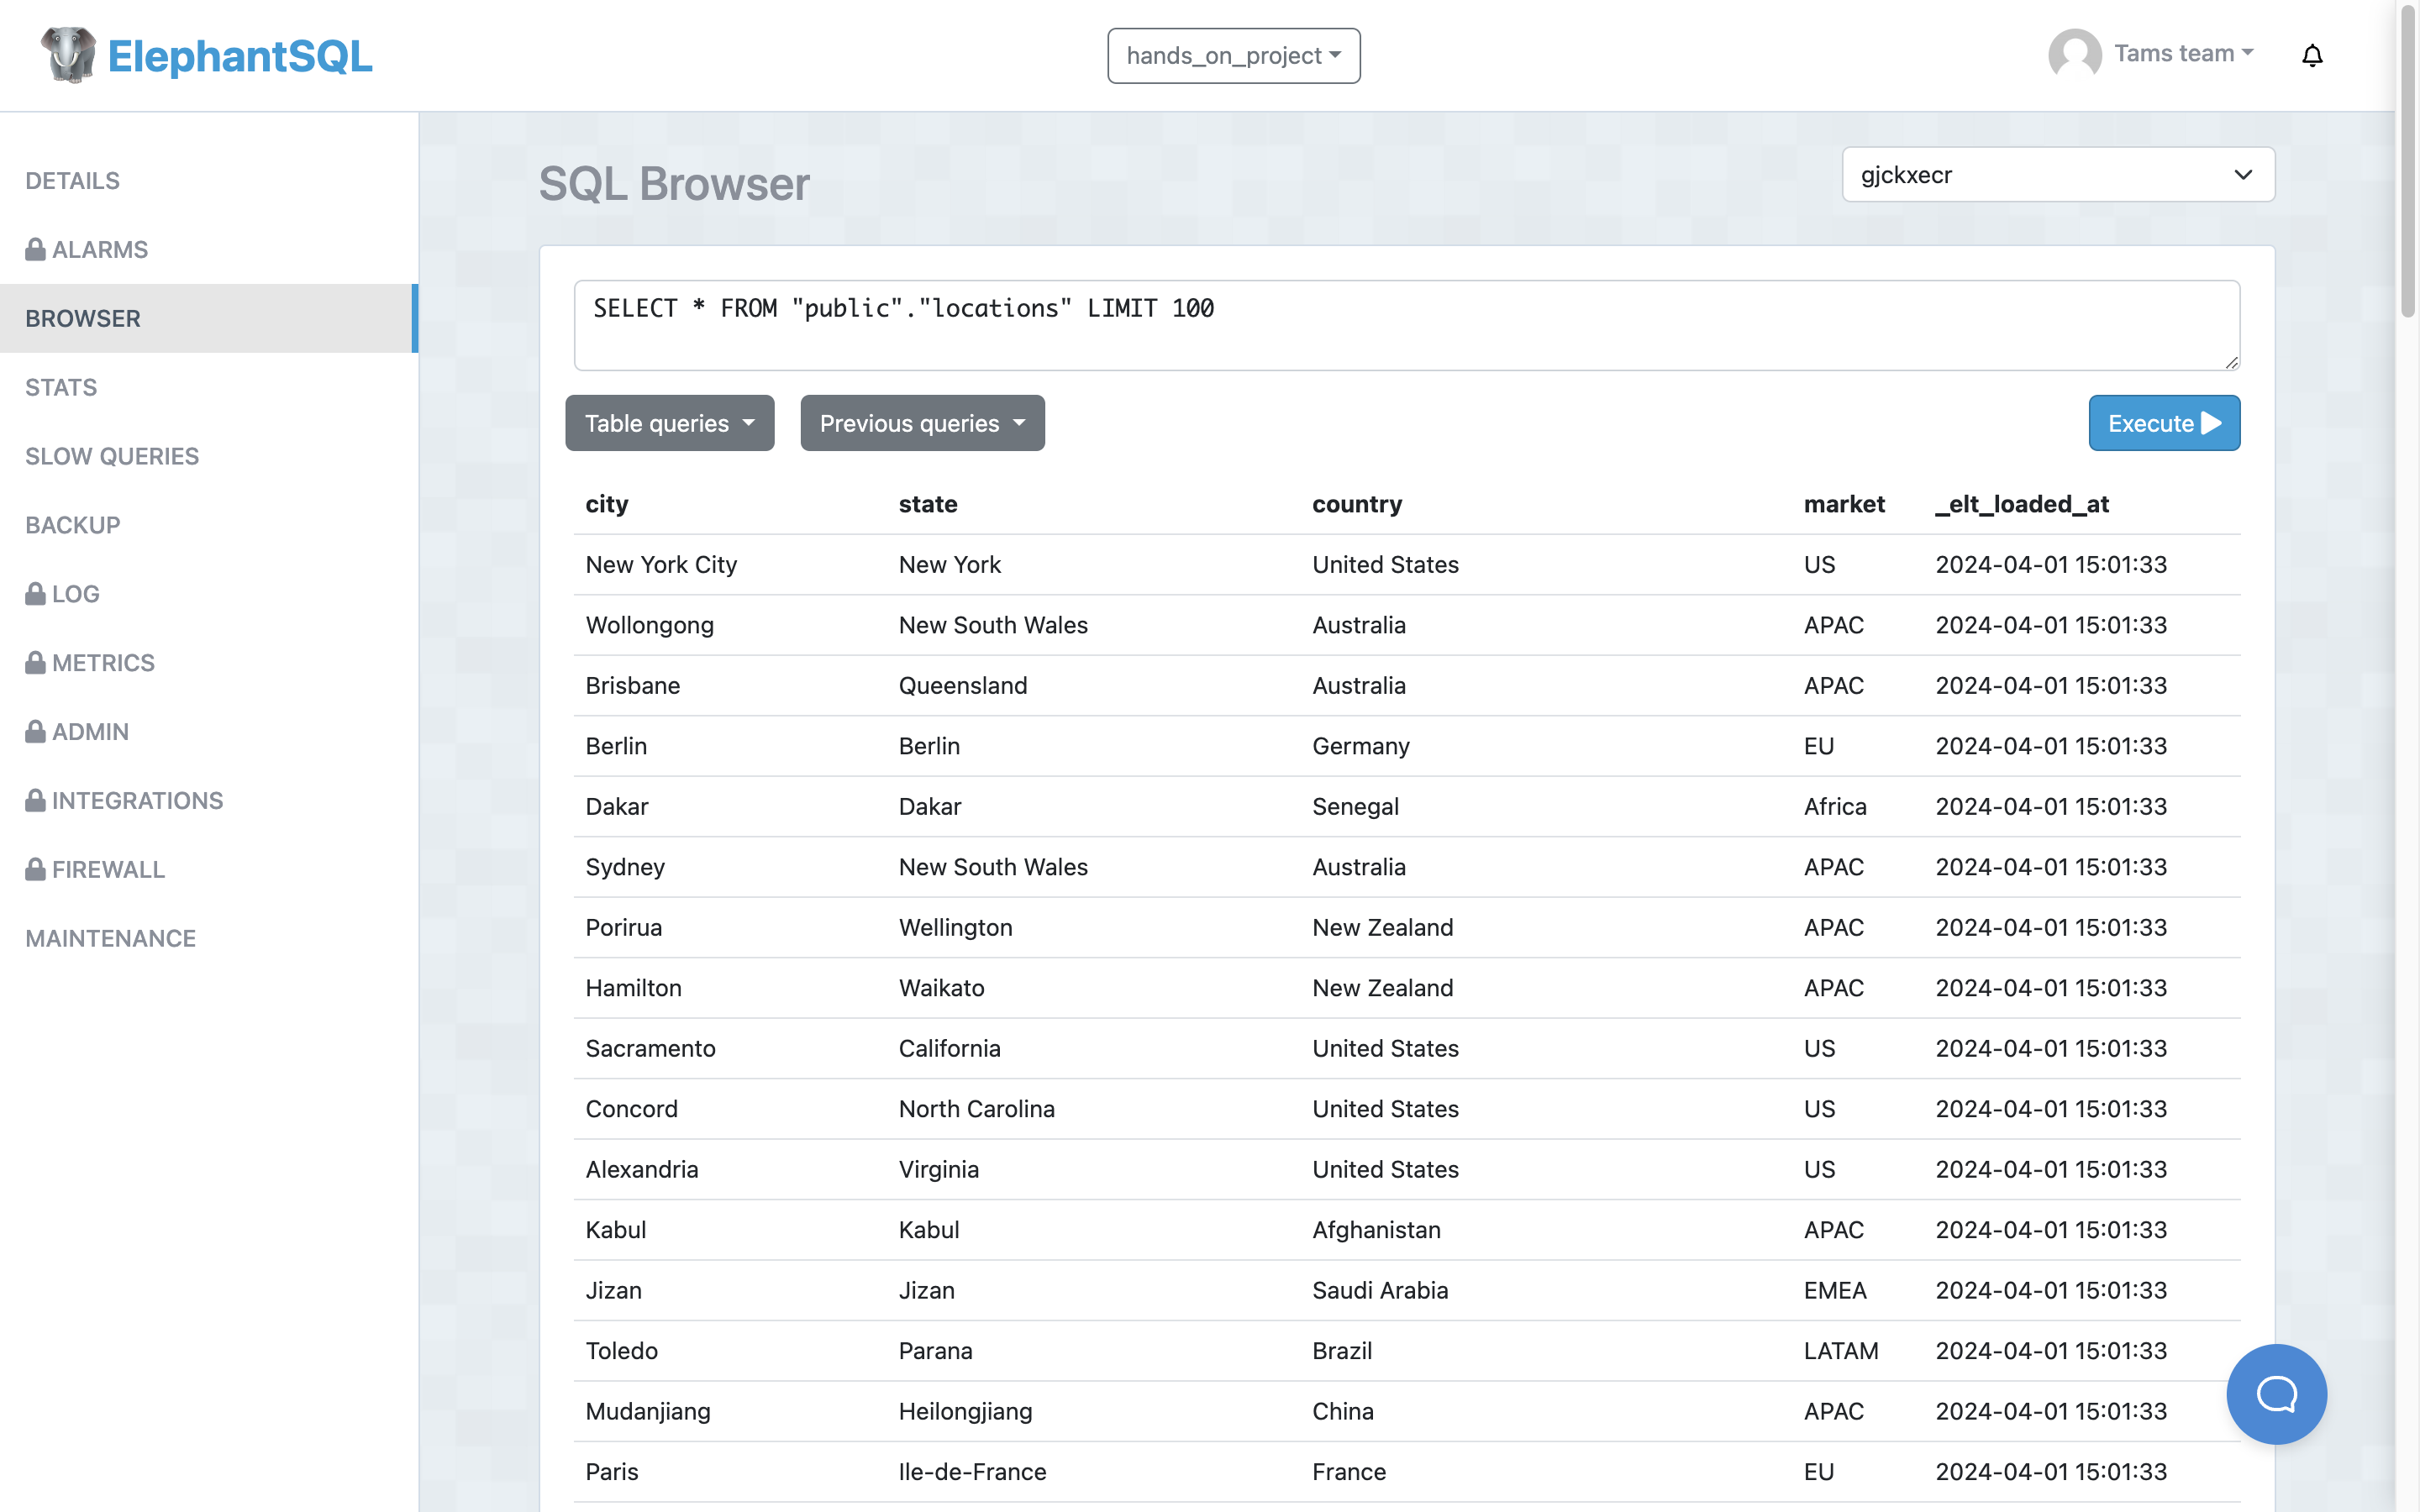 ElephantSQL
hands_on_project
Tams team
DETAILS
ALARMS
BROWSER
STATS
SLOW QUERIES
BACKUP
LOG
METRICS
ADMIN
INTEGRATIONS
FIREWALL
MAINTENANCE
SQL Browser
gjckxecr
SELECT * FROM "public"."locations" LIMIT 100
Table queries Previous queries Execute
city state country market _elt_loaded_at
New York City New York United States US 2024-04-01 15:01:33
Wollongong New South Wales Australia APAC 2024-04-01 15:01:33
Brisbane Queensland Australia APAC 2024-04-01 15:01:33
Berlin Berlin Germany EU 2024-04-01 15:01:33
Dakar Dakar Senegal Africa 2024-04-01 15:01:33
Sydney New South Wales Australia APAC 2024-04-01 15:01:33
Porirua Wellington New Zealand APAC 2024-04-01 15:01:33
Hamilton Waikato New Zealand APAC 2024-04-01 15:01:33
Sacramento California United States US 2024-04-01 15:01:33
Concord North Carolina United States US 2024-04-01 15:01:33
Alexandria Virginia United States US 2024-04-01 15:01:33
Kabul Kabul Afghanistan APAC 2024-04-01 15:01:33
Jizan Jizan Saudi Arabia EMEA 2024-04-01 15:01:33
Toledo Parana Brazil LATAM 2024-04-01 15:01:33
Mudanjiang Heilongjiang China APAC 2024-04-01 15:01:33
Paris Ile-de-France France EU 2024-04-01 15:01:33